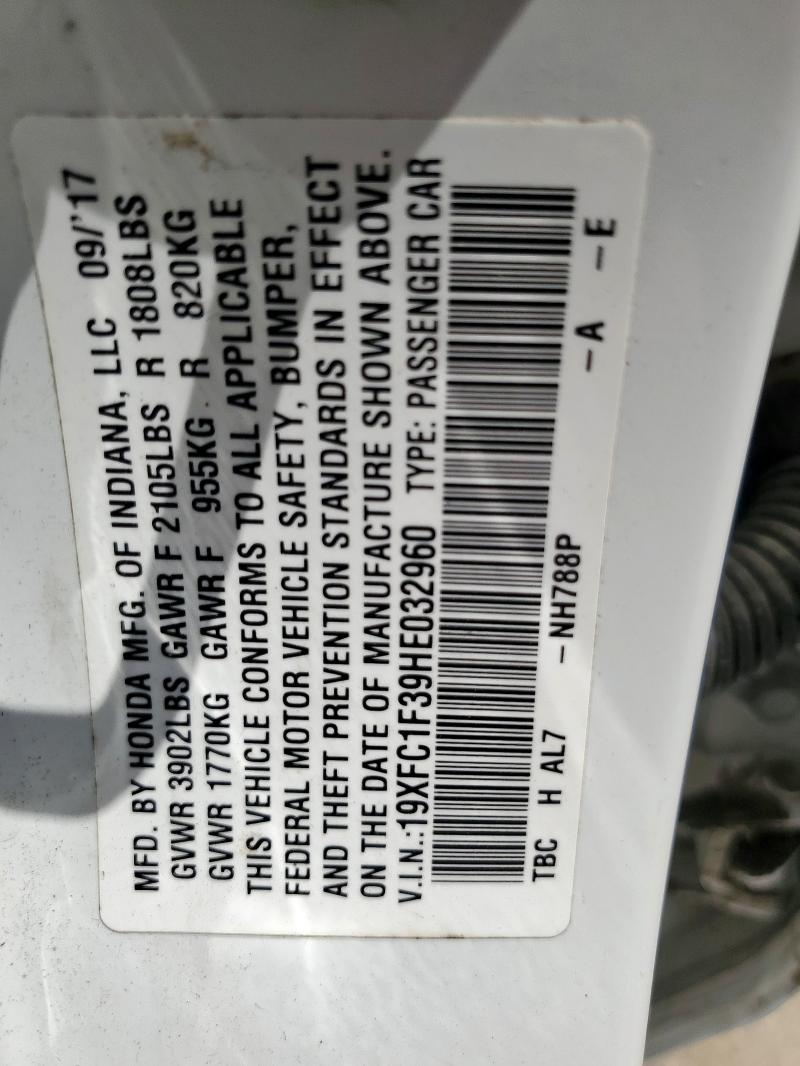 MFD. BY HONDA MFG. OF INDIANA, LLC 09/'17
GVWR 3902LBS GAWR F 2105LBS R 1808LBS
GVWR 1770KG GAWR F 955KG R 820KG
THIS VEHICLE CONFORMS TO ALL APPLICABLE
FEDERAL MOTOR VEHICLE SAFETY, BUMPER,
AND THEFT PREVENTION STANDARDS IN EFFECT
ON THE DATE OF MANUFACTURE SHOWN ABOVE.
V.I.N.:19XFC1F39HE032960 TYPE: PASSENGER CAR
TBC H AL7 -NH788P -A -E